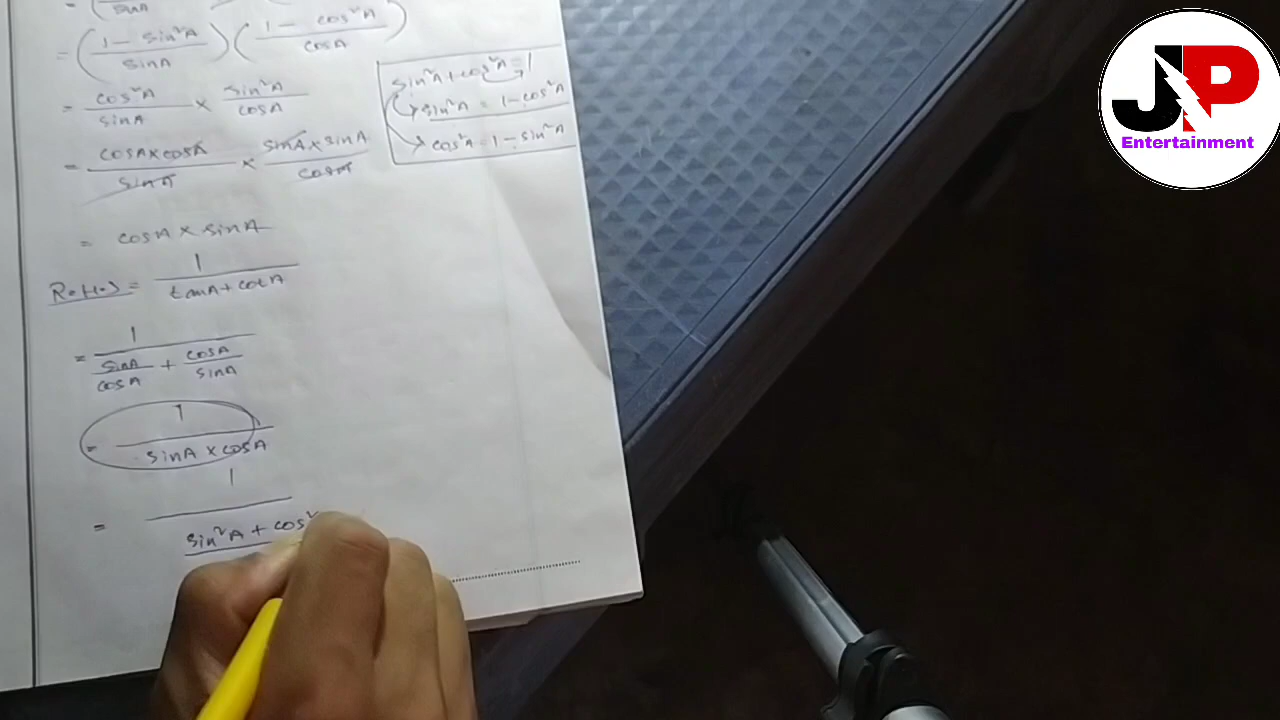 = ( / sinA
= ( 1 - sin²A / sinA ) ( 1 - cos²A / cosA )
= cos²A / sinA × sin²A / cosA
= cosA × cosA / sinA × sinA × sinA / cosA
= cosA × sinA
R.H.S = 1 / tanA + cotA
= 1 / sinA / cosA + cosA / sinA
= 1 / sinA × cosA
= 1 / sin²A + cos²
sin²A + cos²A = 1
sin²A = 1 - cos²A
cos²A = 1 - sin²A
JP
Entertainment